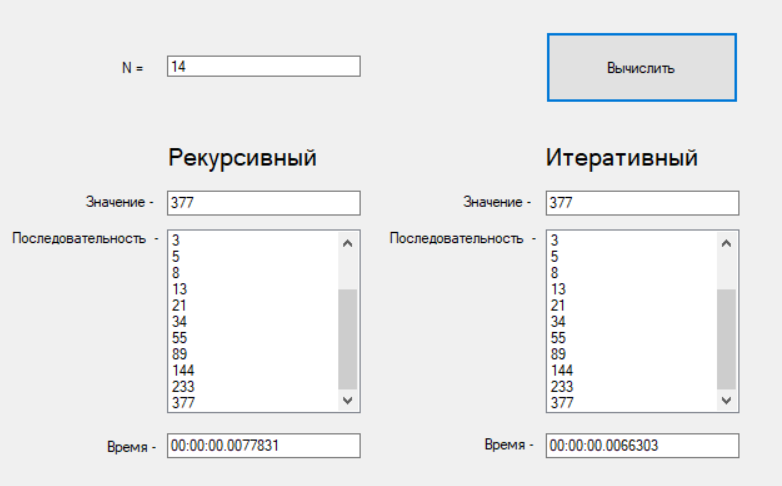 N =
14
Вычислить
Рекурсивный
Итеративный
Значение -
377
Значение -
377
Последовательность -
3
5
8
13
21
34
55
89
144
233
377
Последовательность -
3
5
8
13
21
34
55
89
144
233
377
Время -
00:00:00.0077831
Время -
00:00:00.0066303